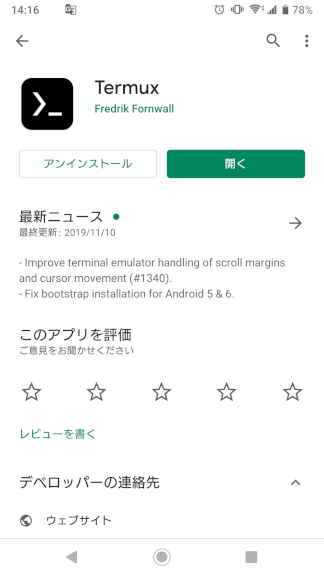 14:16
78%
Termux
Fredrik Fornwall
アンインストール
開く
最新ニュース
最終更新: 2019/11/10
- Improve terminal emulator handling of scroll margins
and cursor movement (#1340).
- Fix bootstrap installation for Android 5 & 6.
このアプリを評価
ご意見をお聞かせください
レビューを書く
デベロッパーの連絡先
ウェブサイト